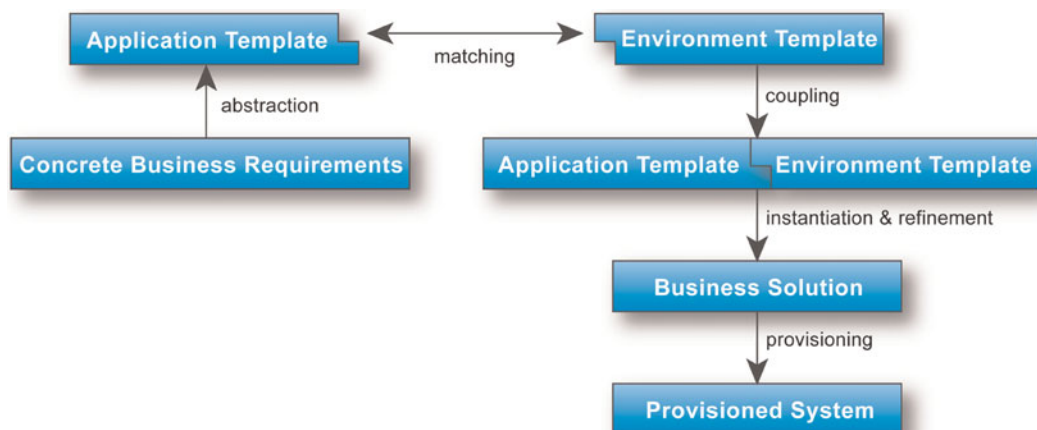 Application Template
Environment Template
matching
abstraction
coupling
Concrete Business Requirements
Application Template
Environment Template
instantiation & refinement
Business Solution
provisioning
Provisioned System